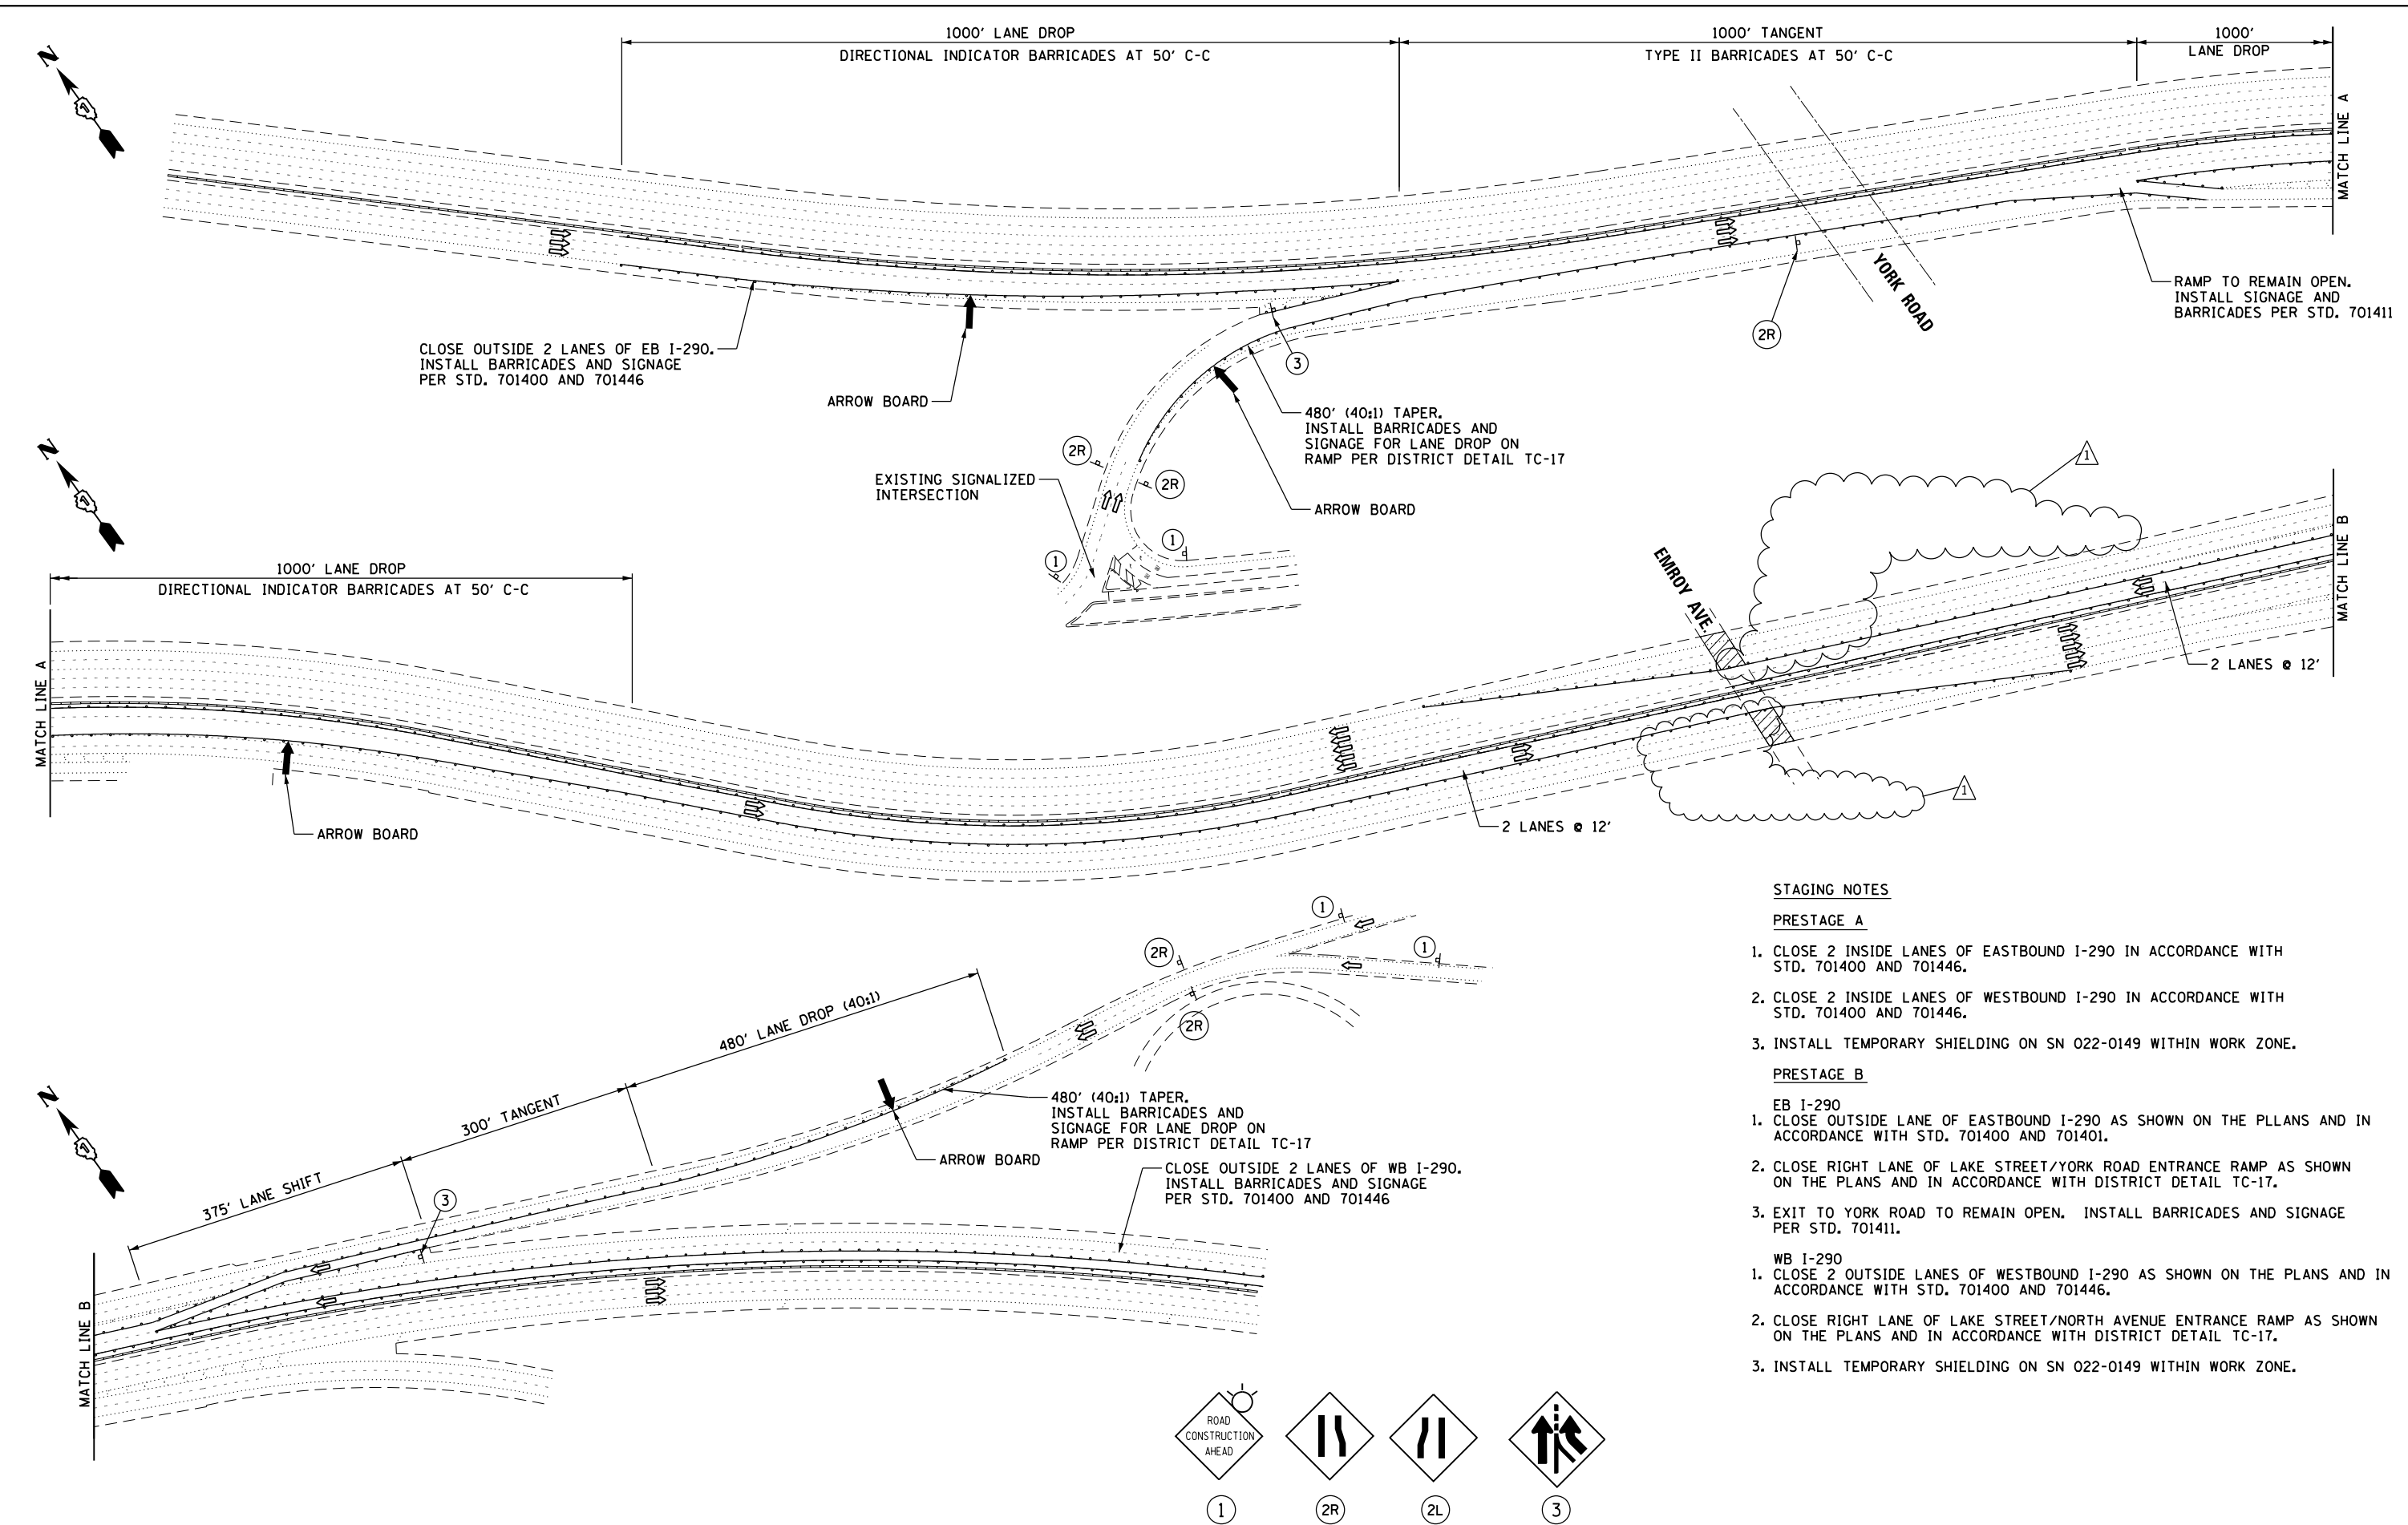 1000' LANE DROP
DIRECTIONAL INDICATOR BARRICADES AT 50' C-C
1000' TANGENT
TYPE II BARRICADES AT 50' C-C
1000'
LANE DROP
N
MATCH LINE A
YORK ROAD
RAMP TO REMAIN OPEN.
INSTALL SIGNAGE AND
BARRICADES PER STD. 701411
2R
CLOSE OUTSIDE 2 LANES OF EB I-290.
INSTALL BARRICADES AND SIGNAGE
PER STD. 701400 AND 701446
ARROW BOARD
3
480' (40:1) TAPER.
INSTALL BARRICADES AND
SIGNAGE FOR LANE DROP ON
RAMP PER DISTRICT DETAIL TC-17
2R
2R
EXISTING SIGNALIZED
INTERSECTION
ARROW BOARD
1
1
N
1000' LANE DROP
DIRECTIONAL INDICATOR BARRICADES AT 50' C-C
MATCH LINE A
ARROW BOARD
1
EMROY AVE.
MATCH LINE B
2 LANES @ 12'
2 LANES @ 12'
1
N
375' LANE SHIFT
300' TANGENT
480' LANE DROP (40:1)
1
1
2R
2R
3
480' (40:1) TAPER.
INSTALL BARRICADES AND
SIGNAGE FOR LANE DROP ON
RAMP PER DISTRICT DETAIL TC-17
ARROW BOARD
CLOSE OUTSIDE 2 LANES OF WB I-290.
INSTALL BARRICADES AND SIGNAGE
PER STD. 701400 AND 701446
MATCH LINE B
STAGING NOTES
PRESTAGE A
1. CLOSE 2 INSIDE LANES OF EASTBOUND I-290 IN ACCORDANCE WITH
STD. 701400 AND 701446.
2. CLOSE 2 INSIDE LANES OF WESTBOUND I-290 IN ACCORDANCE WITH
STD. 701400 AND 701446.
3. INSTALL TEMPORARY SHIELDING ON SN 022-0149 WITHIN WORK ZONE.
PRESTAGE B
EB I-290
1. CLOSE OUTSIDE LANE OF EASTBOUND I-290 AS SHOWN ON THE PLLANS AND IN
ACCORDANCE WITH STD. 701400 AND 701401.
2. CLOSE RIGHT LANE OF LAKE STREET/YORK ROAD ENTRANCE RAMP AS SHOWN
ON THE PLANS AND IN ACCORDANCE WITH DISTRICT DETAIL TC-17.
3. EXIT TO YORK ROAD TO REMAIN OPEN. INSTALL BARRICADES AND SIGNAGE
PER STD. 701411.
WB I-290
1. CLOSE 2 OUTSIDE LANES OF WESTBOUND I-290 AS SHOWN ON THE PLANS AND IN
ACCORDANCE WITH STD. 701400 AND 701446.
2. CLOSE RIGHT LANE OF LAKE STREET/NORTH AVENUE ENTRANCE RAMP AS SHOWN
ON THE PLANS AND IN ACCORDANCE WITH DISTRICT DETAIL TC-17.
3. INSTALL TEMPORARY SHIELDING ON SN 022-0149 WITHIN WORK ZONE.
ROAD
CONSTRUCTION
AHEAD
1
2R
2L
3